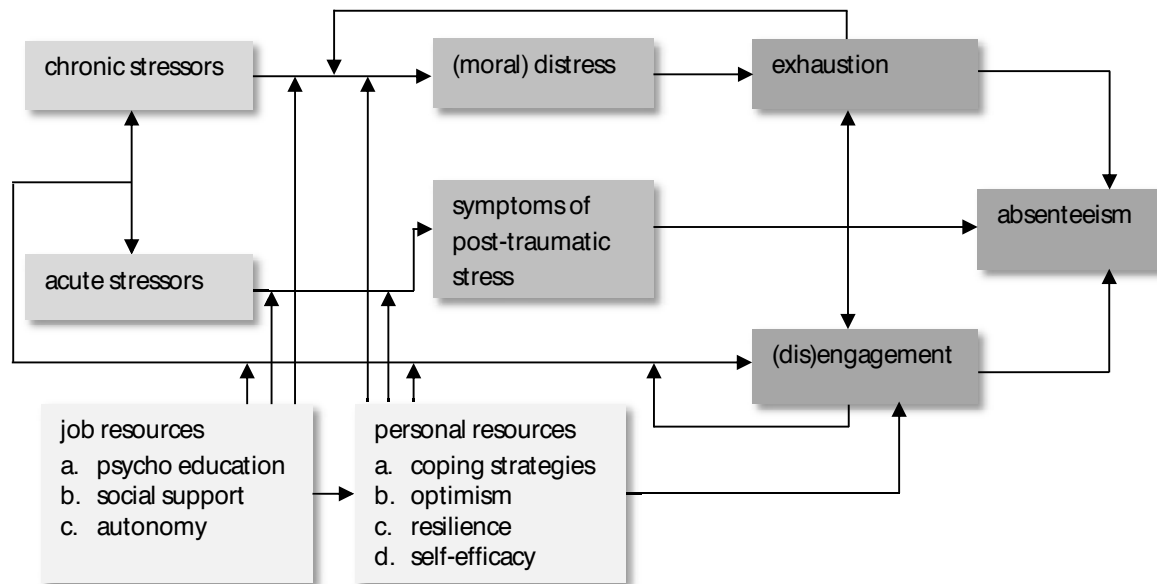 chronic stressors
(moral) distress
exhaustion
symptoms of
post-traumatic
stress
absenteeism
acute stressors
(dis)engagement
job resources
a. psycho education
b. social support
c. autonomy
personal resources
a. coping strategies
b. optimism
c. resilience
d. self-efficacy